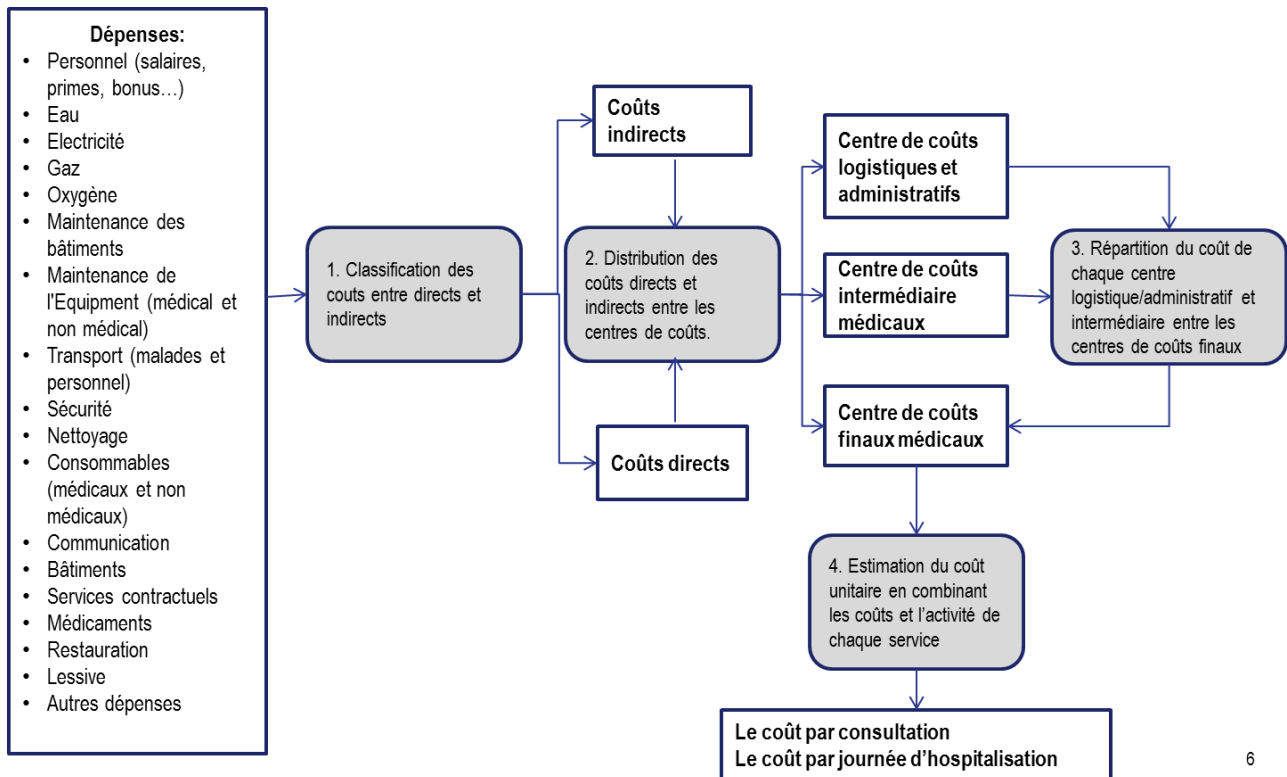 Dépenses:
• Personnel (salaires,
primes, bonus…)
• Eau
• Electricité
• Gaz
• Oxygène
• Maintenance des
bâtiments
• Maintenance de
l'Equipment (médical et
non médical)
• Transport (malades et
personnel)
• Sécurité
• Nettoyage
• Consommables
(médicaux et non
médicaux)
• Communication
• Bâtiments
• Services contractuels
• Médicaments
• Restauration
• Lessive
• Autres dépenses
1. Classification des
couts entre directs et
indirects
Coûts
indirects
2. Distribution des
coûts directs et
indirects entre les
centres de coûts.
Coûts directs
Centre de coûts
logistiques et
administratifs
Centre de coûts
intermédiaire
médicaux
Centre de coûts
finaux médicaux
3. Répartition du coût de
chaque centre
logistique/administratif et
intermédiaire entre les
centres de coûts finaux
4. Estimation du coût
unitaire en combinant
les coûts et l’activité de
chaque service
Le coût par consultation
Le coût par journée d’hospitalisation
6